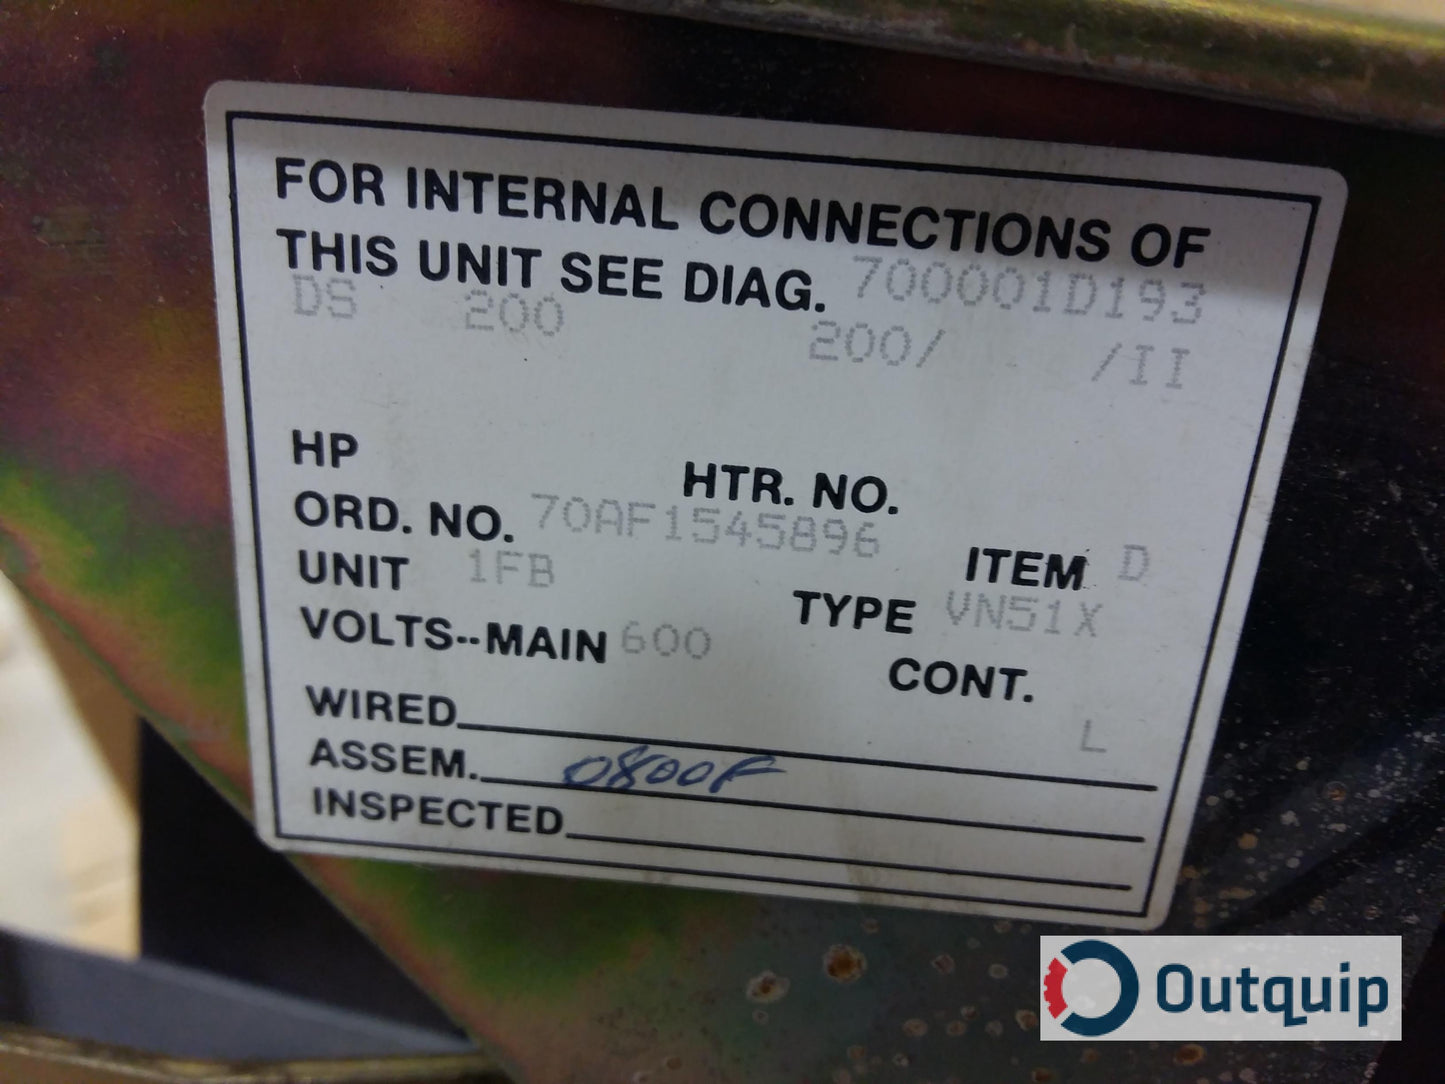 FOR INTERNAL CONNECTIONS OF
THIS UNIT SEE DIAG. 700001D193
DS 200 200/ /II
HP HTR. NO.
ORD. NO. 70AF1545896 ITEM D
UNIT 1FB TYPE VN51X
VOLTS--MAIN 600 CONT.
L
WIRED
ASSEM. 0800F
INSPECTED
Outquip